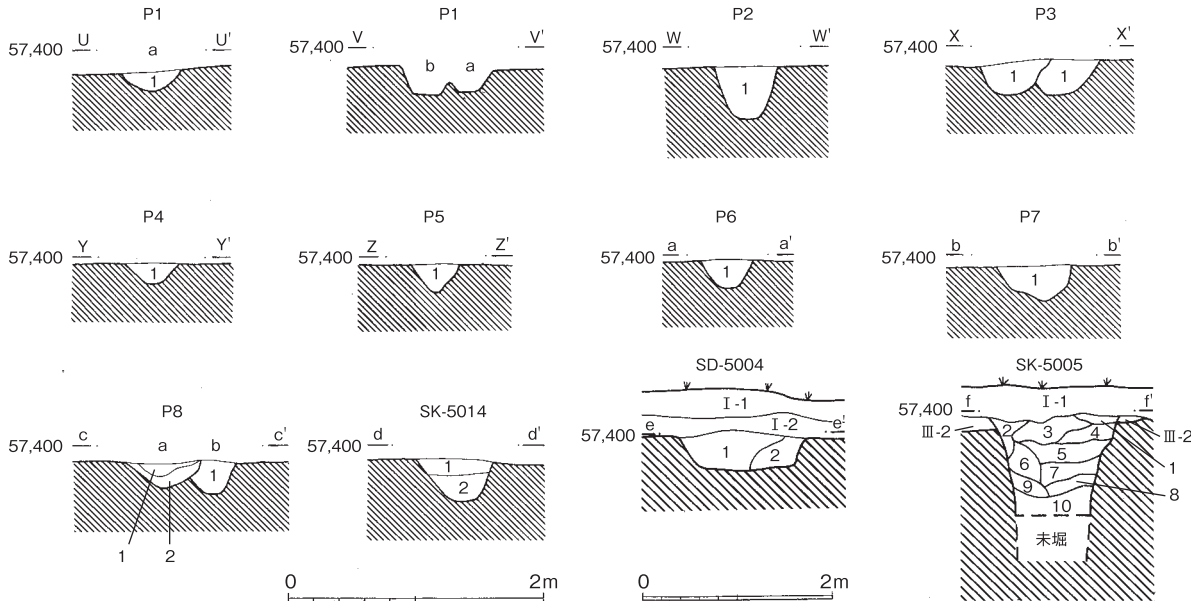 P1
57,400 U a U'
1
P1
V V'
b a
P2
57,400 W W'
1
P3
57,400 X X'
1 1
P4
57,400 Y Y'
1
P5
57,400 Z Z'
1
P6
57,400 a a'
1
P7
57,400 b b'
1
P8
57,400 c a b c'
1
1 2
SK-5014
57,400 d d'
1
2
SD-5004
I-1
I-2
57,400 e e'
1 2
SK-5005
I-1
57,400 f f'
III-2 2 3 4 III-2
5 1
6 7
9 8
10
未掘
0 2m
0 2m